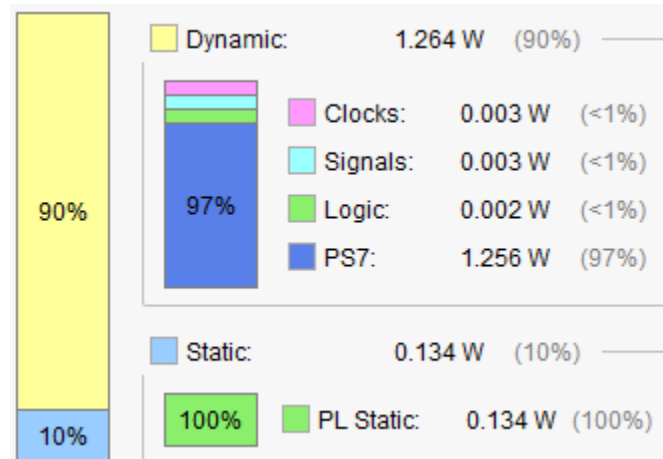 Dynamic: 1.264 W (90%)
Clocks: 0.003 W (<1%)
Signals: 0.003 W (<1%)
90% 97% Logic: 0.002 W (<1%)
PS7: 1.256 W (97%)
Static: 0.134 W (10%)
100% PL Static: 0.134 W (100%)
10%